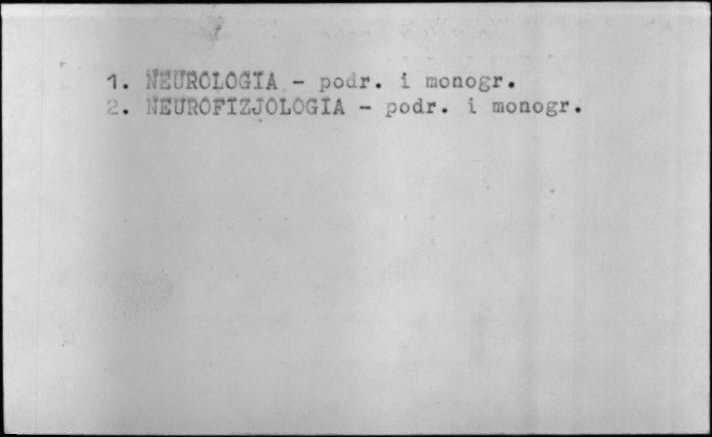 1. NEUROLOGIA - podr. i monogr.
2. NEUROFIZJOLOGIA - podr. i monogr.